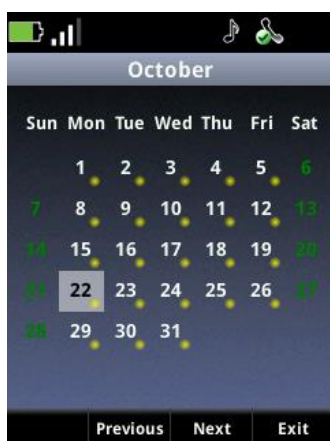 October
Sun Mon Tue Wed Thu Fri Sat
1 2 3 4 5 6
7 8 9 10 11 12 13
14 15 16 17 18 19 20
21 22 23 24 25 26 27
28 29 30 31
Previous Next Exit